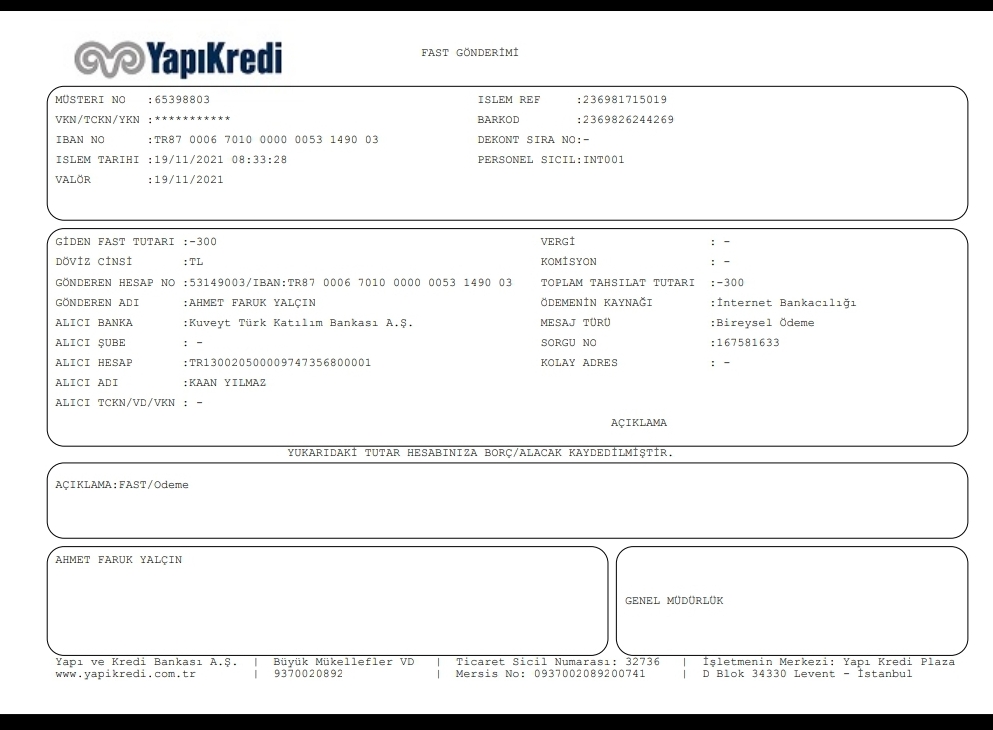 YapıKredi
FAST GÖNDERİMİ
MÜSTERI NO :65398803
ISLEM REF :236981715019
VKN/TCKN/YKN :***********
BARKOD :2369826244269
IBAN NO :TR87 0006 7010 0000 0053 1490 03
DEKONT SIRA NO:-
ISLEM TARIHI :19/11/2021 08:33:28
PERSONEL SICIL:INT001
VALÖR :19/11/2021
GİDEN FAST TUTARI :-300
VERGİ : -
DÖVİZ CİNSİ :TL
KOMİSYON : -
GÖNDEREN HESAP NO :53149003/IBAN:TR87 0006 7010 0000 0053 1490 03
TOPLAM TAHSILAT TUTARI :-300
GÖNDEREN ADI :AHMET FARUK YALÇIN
ÖDEMENİN KAYNAĞI :İnternet Bankacılığı
ALICI BANKA :Kuveyt Türk Katılım Bankası A.Ş.
MESAJ TÜRÜ :Bireysel Ödeme
ALICI ŞUBE : -
SORGU NO :167581633
ALICI HESAP :TR130020500009747356800001
KOLAY ADRES : -
ALICI ADI :KAAN YILMAZ
ALICI TCKN/VD/VKN : -
AÇIKLAMA
YUKARIDAKİ TUTAR HESABINIZA BORÇ/ALACAK KAYDEDİLMİŞTİR.
AÇIKLAMA:FAST/Odeme
AHMET FARUK YALÇIN
GENEL MÜDÜRLÜK
Yapı ve Kredi Bankası A.Ş. | Büyük Mükellefler VD | Ticaret Sicil Numarası: 32736 | İşletmenin Merkezi: Yapı Kredi Plaza
www.yapikredi.com.tr | 9370020892 | Mersis No: 0937002089200741 | D Blok 34330 Levent - İstanbul